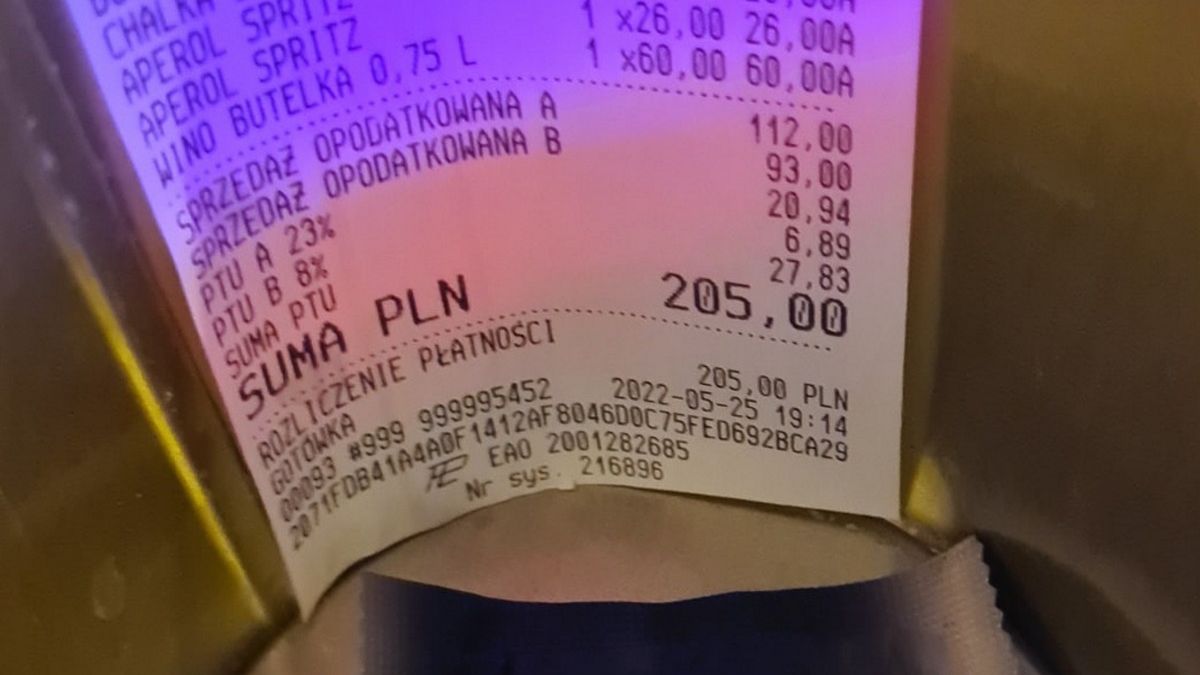 CHALKA
APEROL SPRITZ
APEROL SPRITZ 1 x26,00 26,00A
WINO BUTELKA 0,75 L 1 x60,00 60,00A
SPRZEDAŻ OPODATKOWANA A 112,00
SPRZEDAŻ OPODATKOWANA B 93,00
PTU A 23% 20,94
PTU B 8% 6,89
SUMA PTU 27,83
SUMA PLN 205,00
ROZLICZENIE PŁATNOŚCI
GOTÓWKA 205,00 PLN
00093 #999 999995452 2022-05-25 19:14
2071FDB41A4A0F1412AF8046D0C75FED692BCA29
EAO 2001282685
Nr sys. 216896